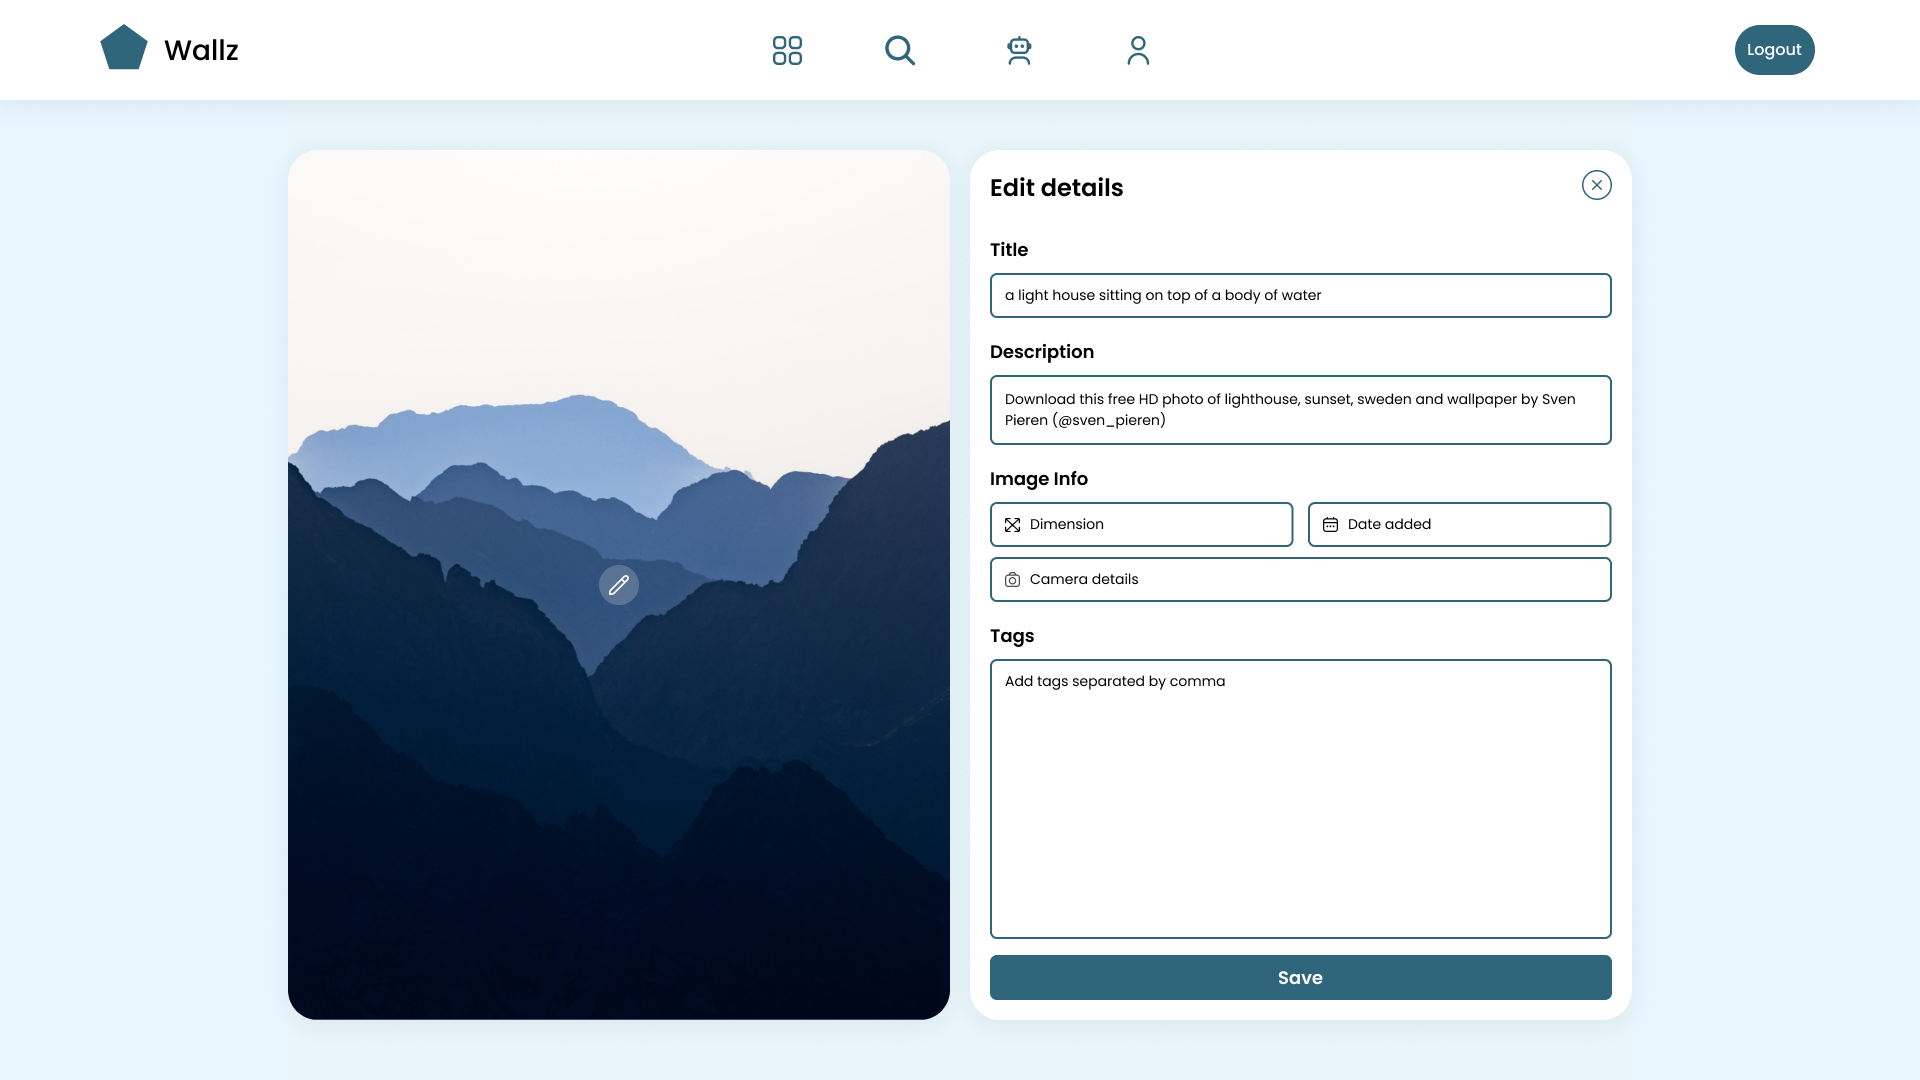 Wallz
Logout
Edit details
Title
a light house sitting on top of a body of water
Description
Download this free HD photo of lighthouse, sunset, sweden and wallpaper by Sven
Pieren (@sven_pieren)
Image Info
Dimension
Date added
Camera details
Tags
Add tags separated by comma
Save